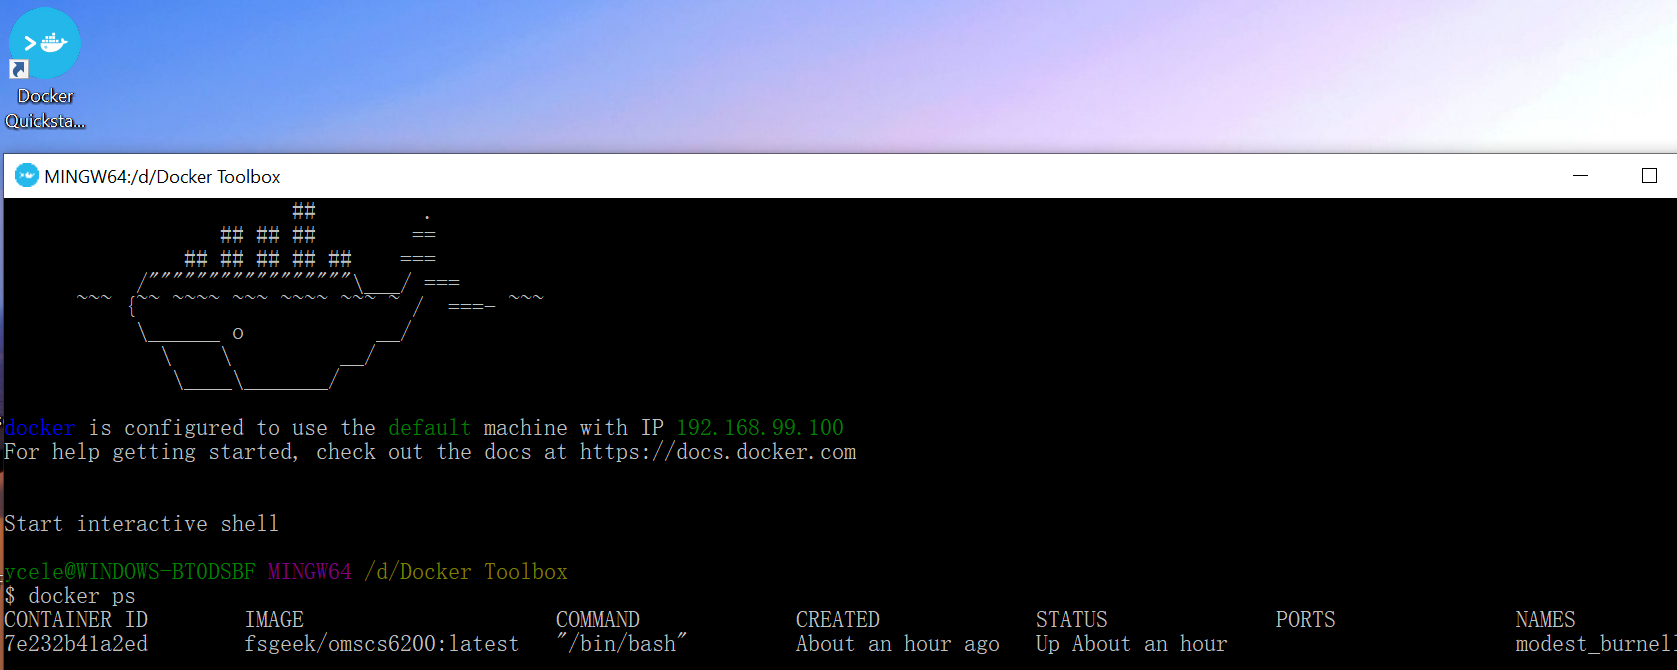 Docker
Quicksta...
MINGW64:/d/Docker Toolbox
##         .
## ## ##        ==
## ## ## ## ##    ===
/"""""""""""""""""\___/ ===
~~~ {~~ ~~~~ ~~~ ~~~~ ~~~ ~ /  ===- ~~~
\______ o           __/
\    \         __/
\____\_______/
docker is configured to use the default machine with IP 192.168.99.100
For help getting started, check out the docs at https://docs.docker.com
Start interactive shell
ycele@WINDOWS-BTODSBF MINGW64 /d/Docker Toolbox
$ docker ps
CONTAINER ID IMAGE COMMAND CREATED STATUS PORTS NAMES
7e232b41a2ed fsgeek/omscs6200:latest "/bin/bash" About an hour ago Up About an hour modest_burnell